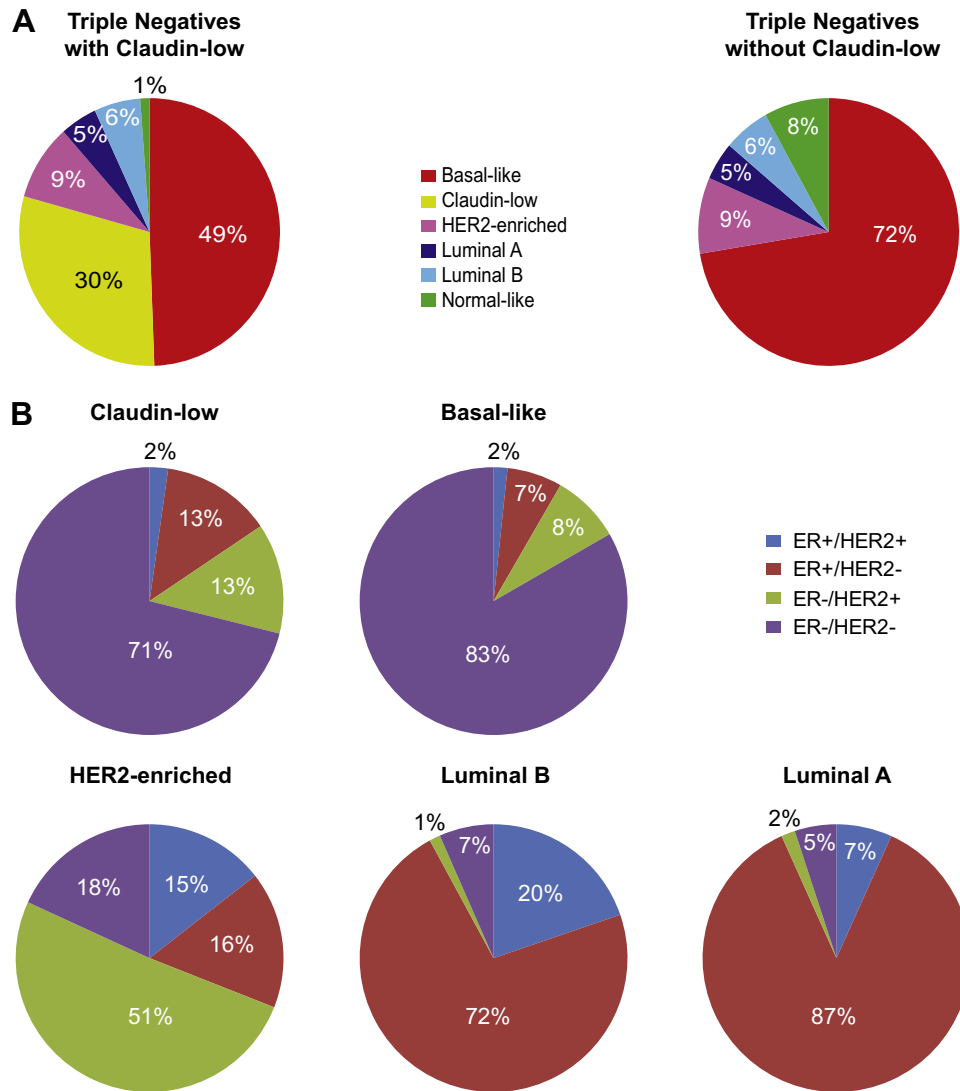 A
Triple Negatives
with Claudin-low
Triple Negatives
without Claudin-low
1%
6%
5%
9%
49%
30%
Basal-like
Claudin-low
HER2-enriched
Luminal A
Luminal B
Normal-like
8%
6%
5%
9%
72%
B
Claudin-low
2%
13%
13%
71%
Basal-like
2%
7%
8%
83%
ER+/HER2+
ER+/HER2-
ER-/HER2+
ER-/HER2-
HER2-enriched
18%
15%
16%
51%
Luminal B
1%
7%
20%
72%
Luminal A
2%
5%
7%
87%